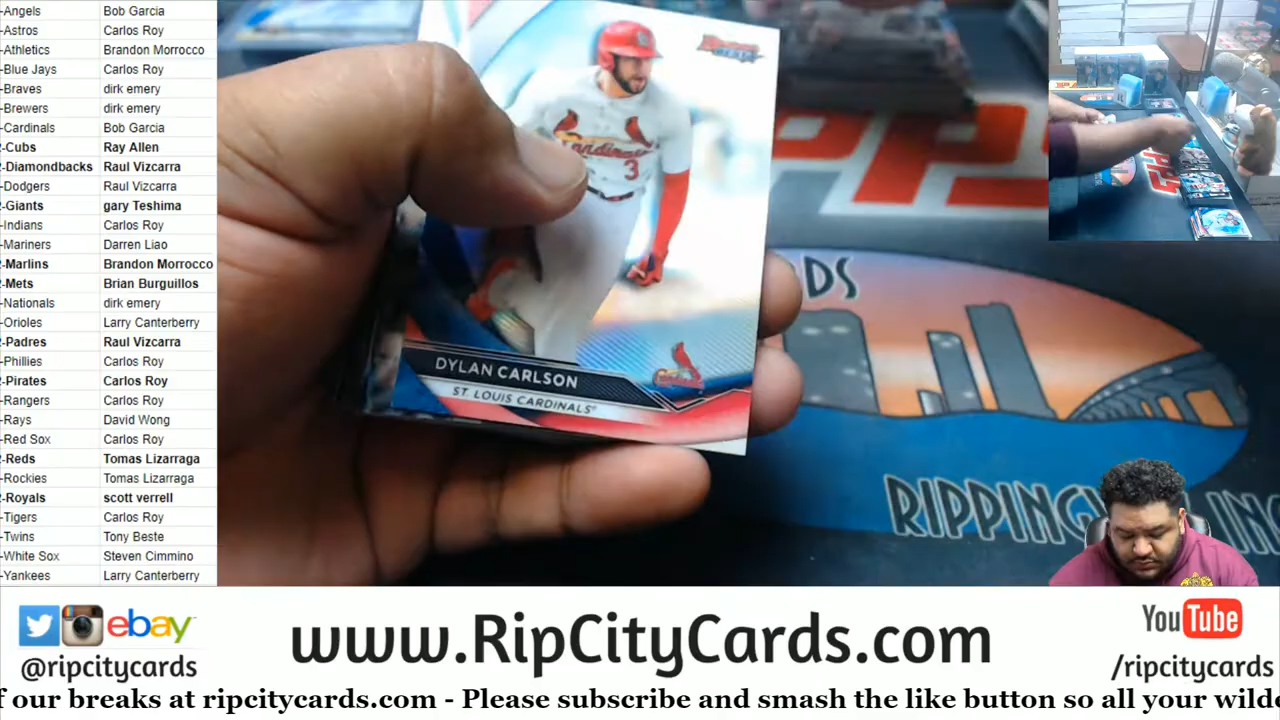 -Angels Bob Garcia
-Astros Carlos Roy
-Athletics Brandon Morrocco
-Blue Jays Carlos Roy
-Braves dirk emery
-Brewers dirk emery
-Cardinals Bob Garcia
-Cubs Ray Allen
-Diamondbacks Raul Vizcarra
-Dodgers Raul Vizcarra
-Giants gary Teshima
-Indians Carlos Roy
-Mariners Darren Liao
-Marlins Brandon Morrocco
-Mets Brian Burguillos
-Nationals dirk emery
-Orioles Larry Canterberry
-Padres Raul Vizcarra
-Phillies Carlos Roy
-Pirates Carlos Roy
-Rangers Carlos Roy
-Rays David Wong
-Red Sox Carlos Roy
-Reds Tomas Lizarraga
-Rockies Tomas Lizarraga
-Royals scott verrell
-Tigers Carlos Roy
-Twins Tony Beste
-White Sox Steven Cimmino
-Yankees Larry Canterberry
Cardinals
3
DYLAN CARLSON
ST. LOUIS CARDINALS
RIPPING
ebay
@ripcitycards
www.RipCityCards.com
YouTube
/ripcitycards
f our breaks at ripcitycards.com - Please subscribe and smash the like button so all your wild